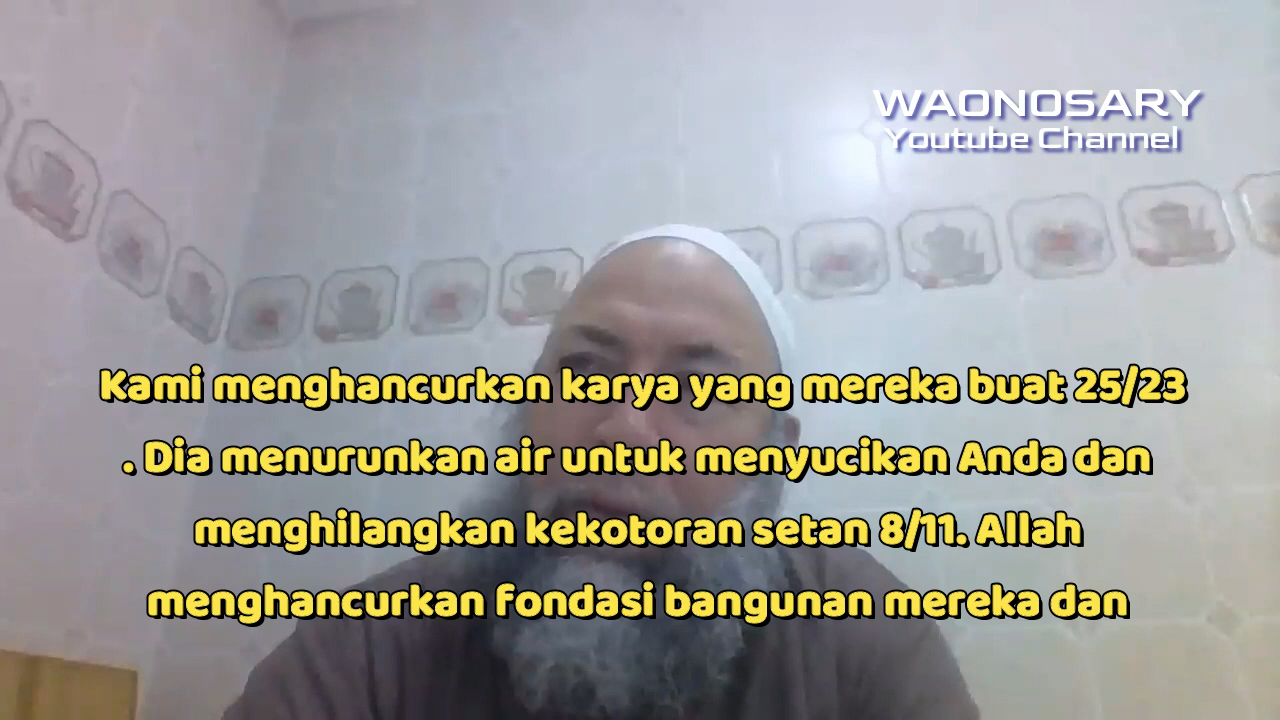 WAONOSARY
Youtube Channel
Kami menghancurkan karya yang mereka buat 25/23
. Dia menurunkan air untuk menyucikan Anda dan
menghilangkan kekotoran setan 8/11. Allah
menghancurkan fondasi bangunan mereka dan